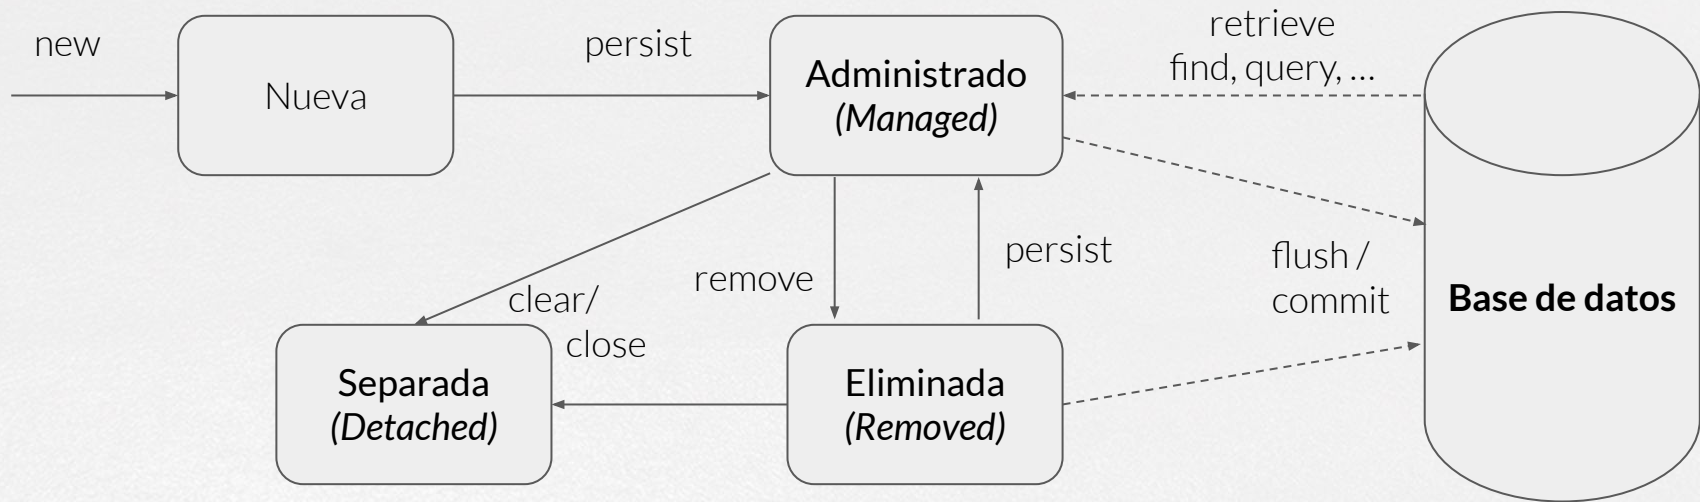 new
Nueva
persist
Administrado
(Managed)
retrieve
find, query, ...
persist
remove
clear/
close
flush /
commit
Base de datos
Separada
(Detached)
Eliminada
(Removed)